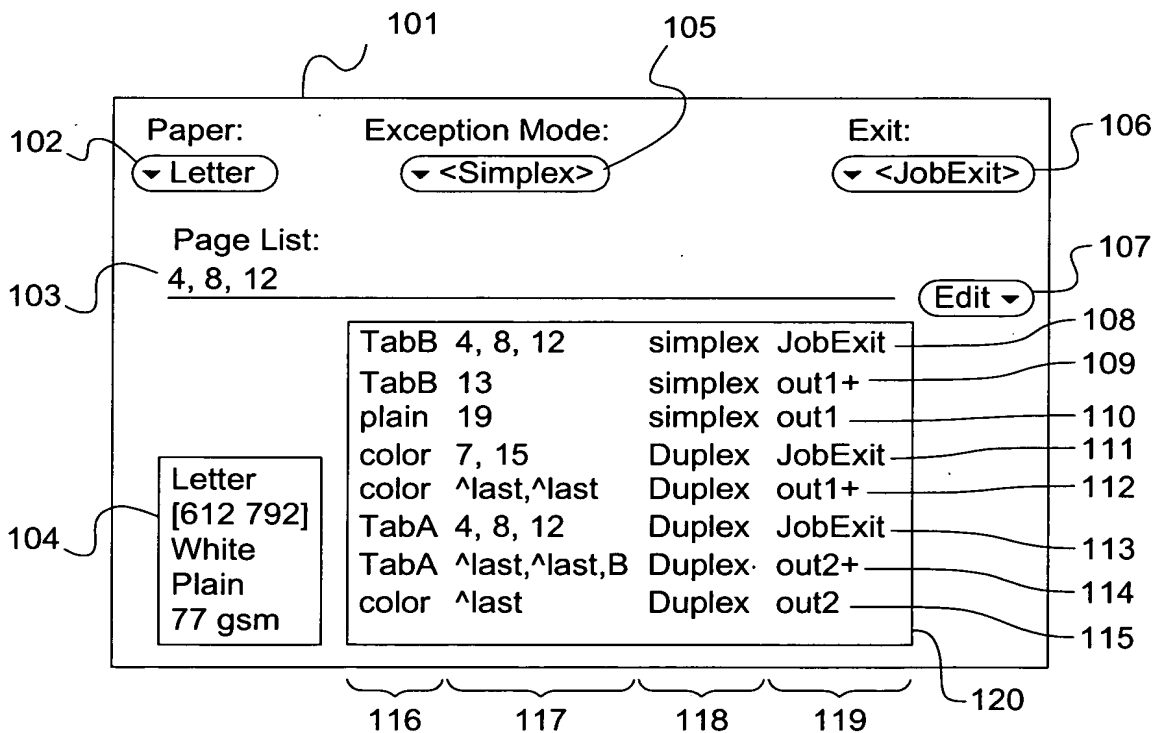 101
105
Paper: Exception Mode: Exit:
102
106
Letter <Simplex> <JobExit>
Page List:
107
103
4, 8, 12
Edit
108
TabB 4, 8, 12 simplex JobExit
109
TabB 13 simplex out1+
plain 19 simplex out1
110
color 7, 15 Duplex JobExit
111
color ^last,^last Duplex out1+
112
TabA 4, 8, 12 Duplex JobExit
113
TabA ^last,^last,B Duplex out2+
114
color ^last Duplex out2
115
104
Letter
[612 792]
White
Plain
77 gsm
120
116 117 118 119